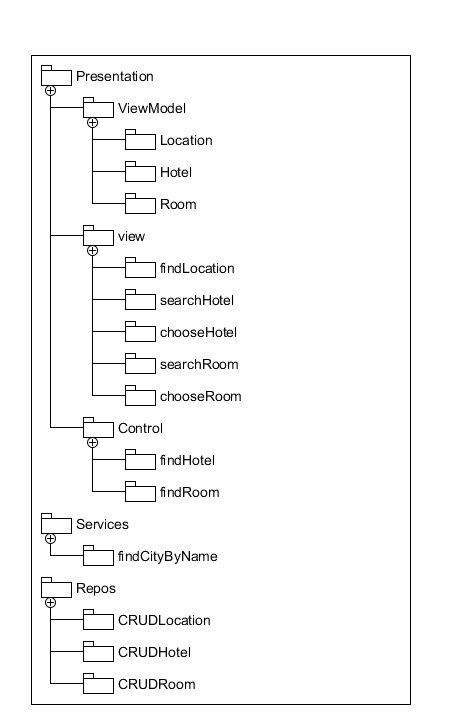 Presentation
ViewModel
Location
Hotel
Room
view
findLocation
searchHotel
chooseHotel
searchRoom
chooseRoom
Control
findHotel
findRoom
Services
findCityByName
Repos
CRUDLocation
CRUDHotel
CRUDRoom